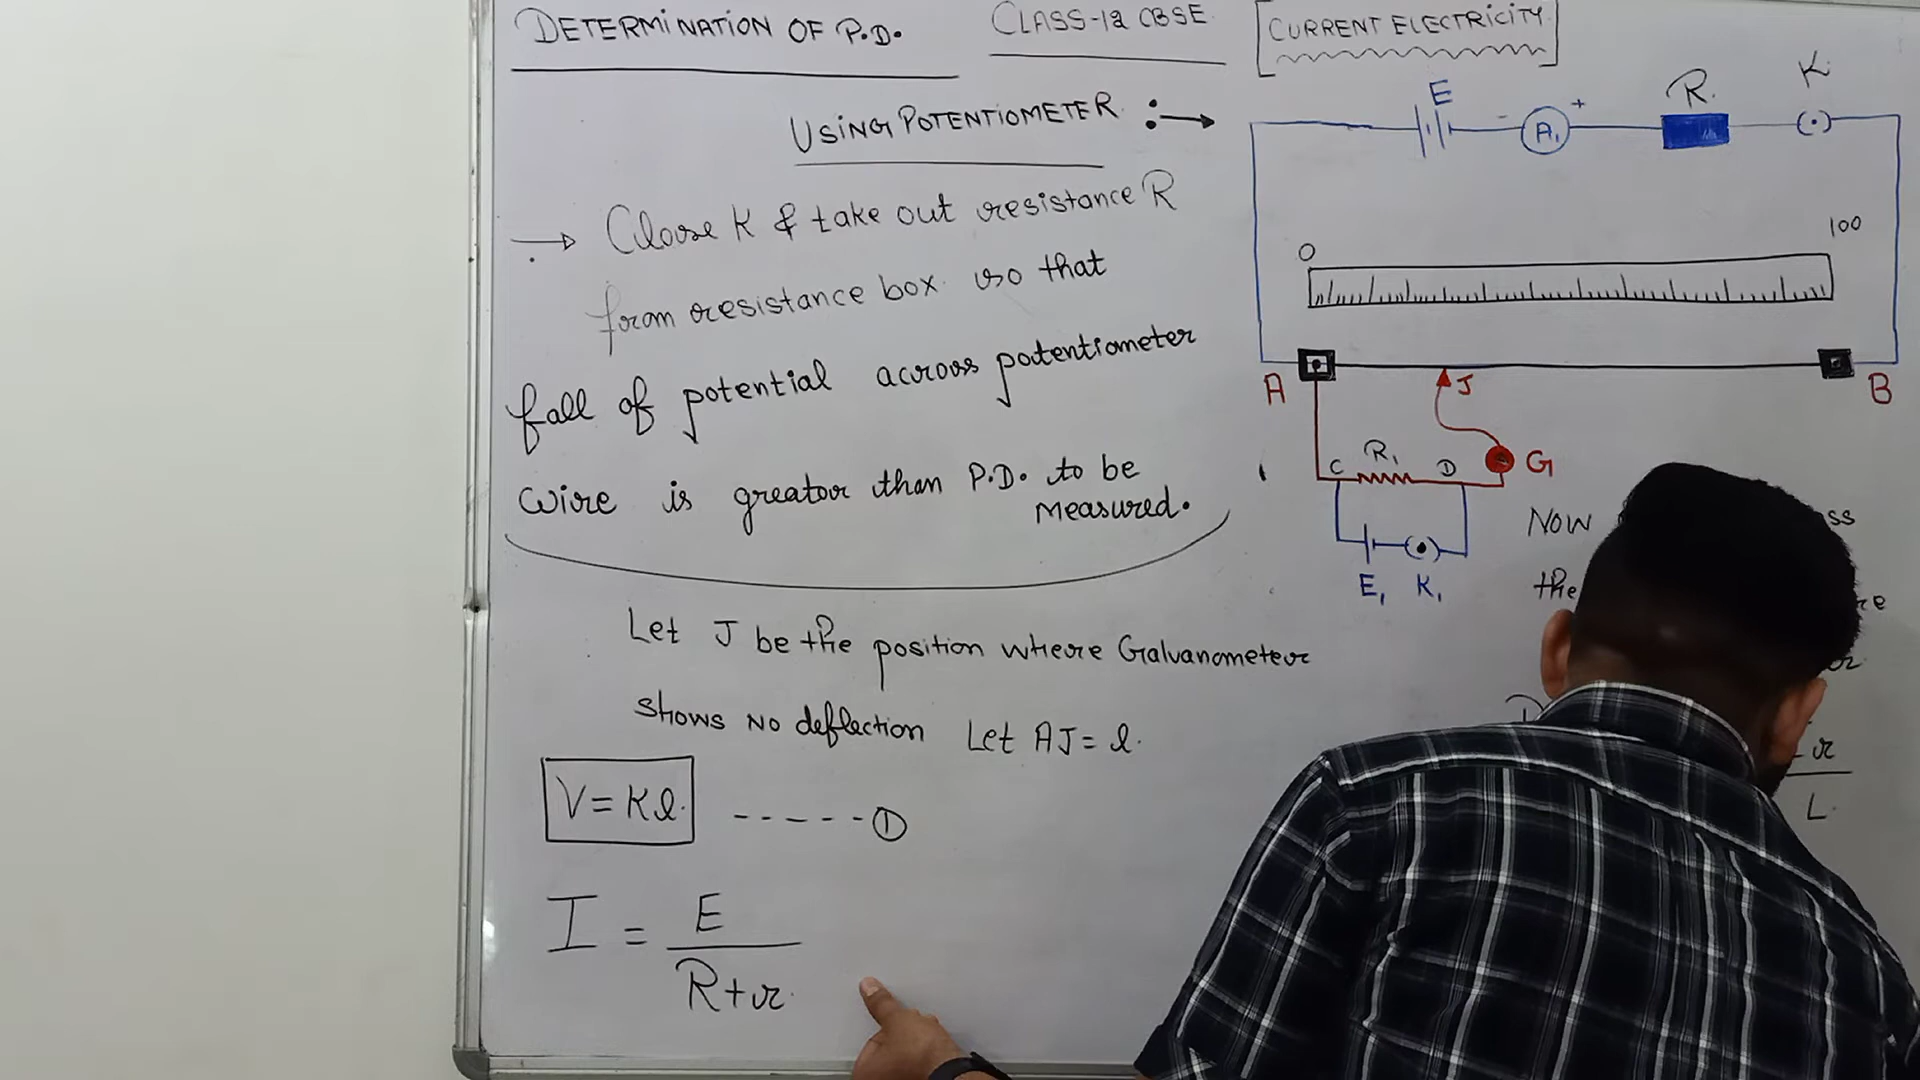 DETERMINATION OF P.D.
CLASS-12 CBSE
CURRENT ELECTRICITY
USING POTENTIOMETER :→
→ Close K & take out resistance R
from resistance box so that
fall of potential across potentiometer
wire is greator than P.D. to be
measured.
Let J be the position where Galvanometer
shows no deflection Let AJ = l.
V = Kl ------ ①
I = E
R+r
E
- A1 +
R
K
0
100
A
J
B
C R1 D
G
E1 K1
Now
the
r
L